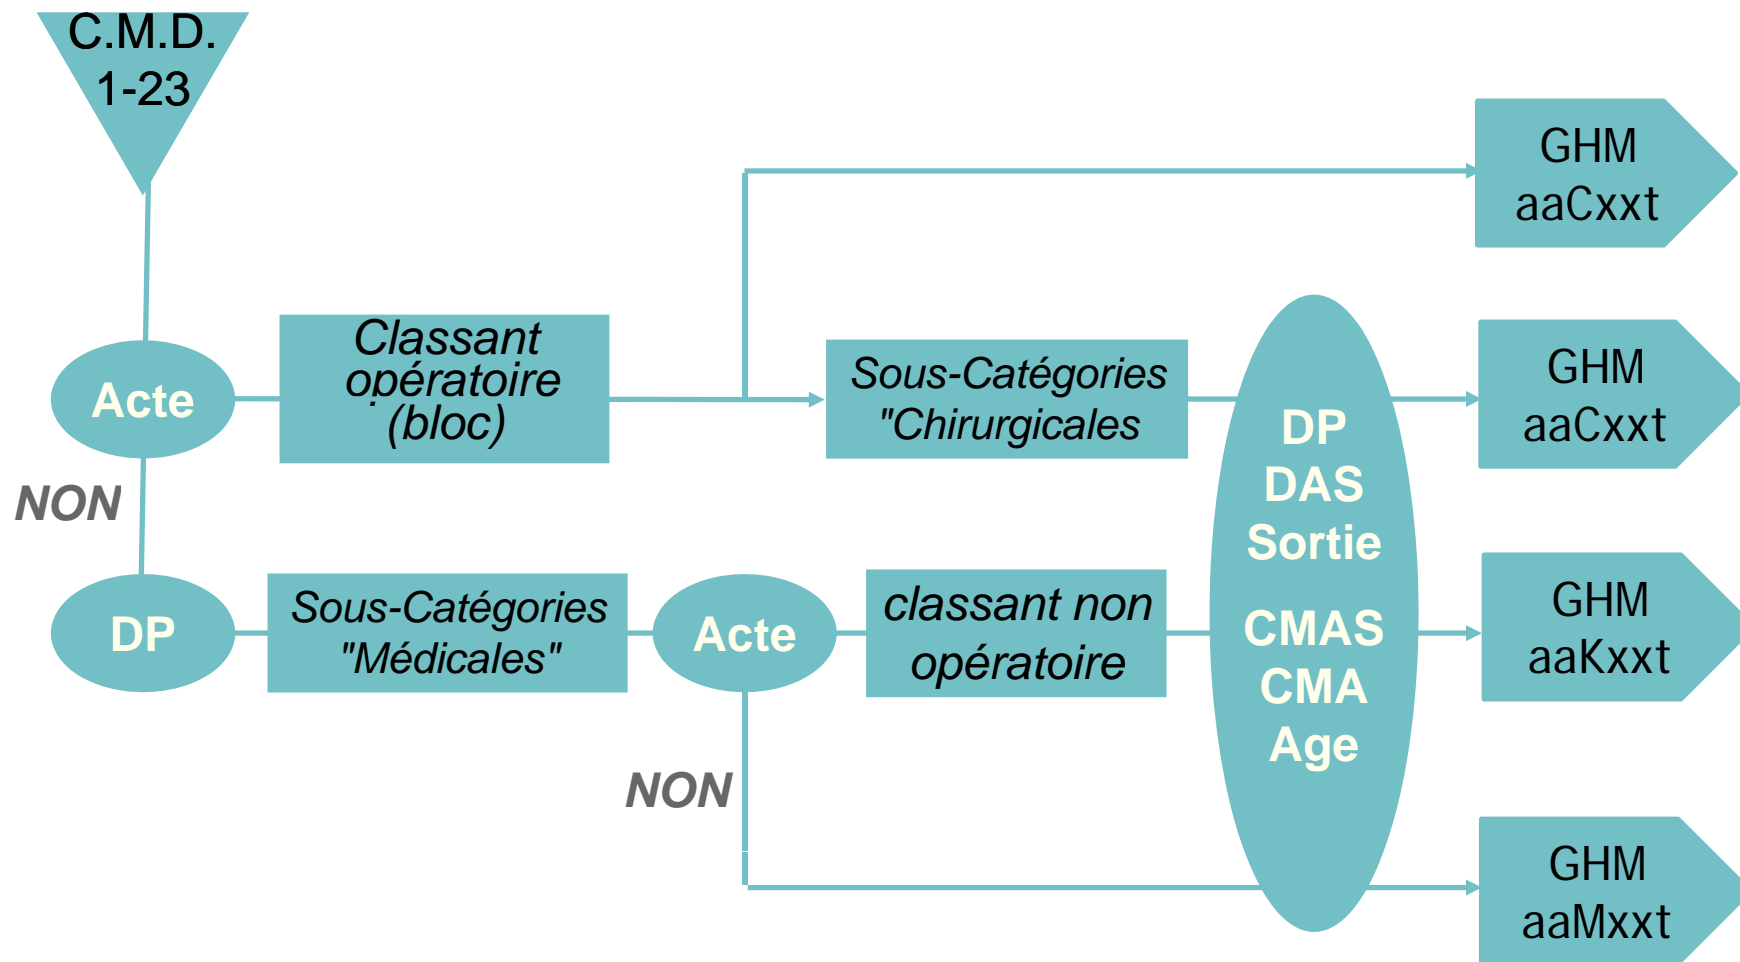 C.M.D.
1-23
GHM
aaCxxt
Acte
Classant
opératoire
(bloc)
Sous-Catégories
"Chirurgicales
GHM
aaCxxt
NON
DP
Sous-Catégories
"Médicales"
Acte
classant non
opératoire
DP
DAS
Sortie
CMAS
CMA
Age
GHM
aaKxxt
NON
GHM
aaMxxt